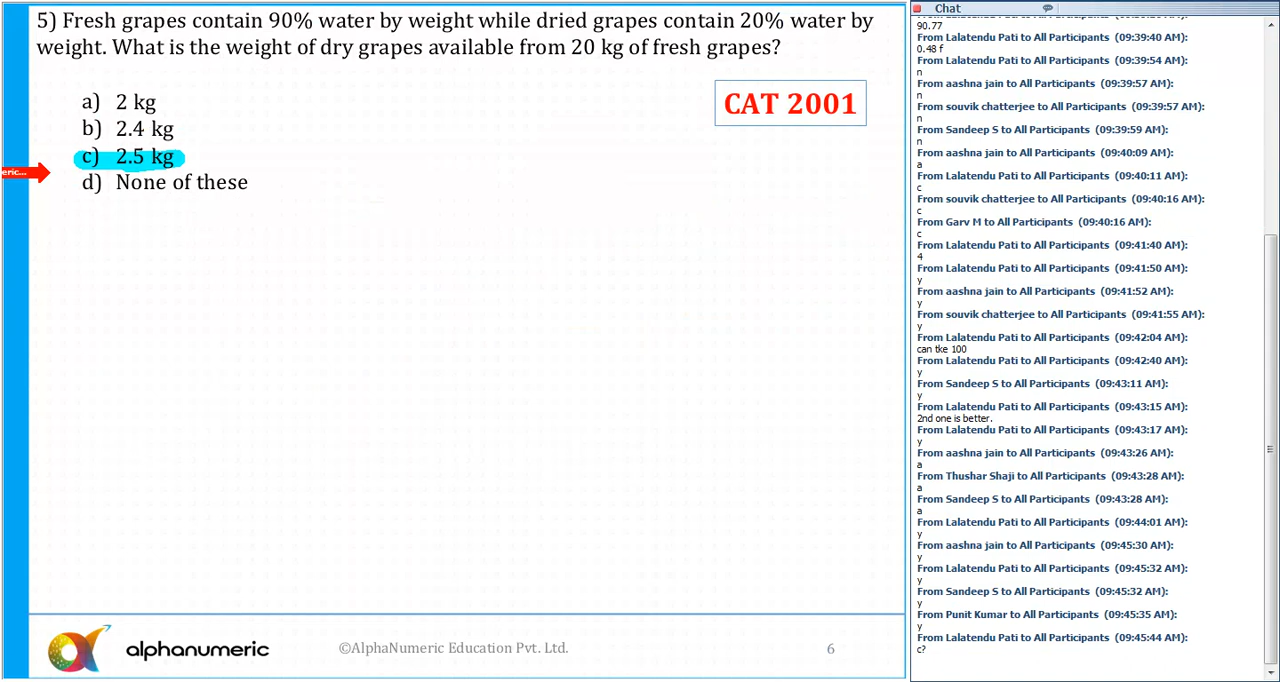 5) Fresh grapes contain 90% water by weight while dried grapes contain 20% water by
weight. What is the weight of dry grapes available from 20 kg of fresh grapes?
a) 2 kg
b) 2.4 kg
c) 2.5 kg
d) None of these
CAT 2001
eric...
alphanumeric
©AlphaNumeric Education Pvt. Ltd.
6
Chat
90.77
From Lalatendu Pati to All Participants (09:39:40 AM):
0.48 f
From Lalatendu Pati to All Participants (09:39:54 AM):
n
From aashna jain to All Participants (09:39:57 AM):
n
From souvik chatterjee to All Participants (09:39:57 AM):
n
From Sandeep S to All Participants (09:39:59 AM):
n
From aashna jain to All Participants (09:40:09 AM):
a
From Lalatendu Pati to All Participants (09:40:11 AM):
c
From souvik chatterjee to All Participants (09:40:16 AM):
c
From Garv M to All Participants (09:40:16 AM):
c
From Lalatendu Pati to All Participants (09:41:40 AM):
4
From Lalatendu Pati to All Participants (09:41:50 AM):
y
From aashna jain to All Participants (09:41:52 AM):
y
From souvik chatterjee to All Participants (09:41:55 AM):
y
From Lalatendu Pati to All Participants (09:42:04 AM):
can tke 100
From Lalatendu Pati to All Participants (09:42:40 AM):
y
From Sandeep S to All Participants (09:43:11 AM):
y
From Lalatendu Pati to All Participants (09:43:15 AM):
2nd one is better.
From Lalatendu Pati to All Participants (09:43:17 AM):
y
From aashna jain to All Participants (09:43:26 AM):
a
From Thushar Shaji to All Participants (09:43:28 AM):
a
From Sandeep S to All Participants (09:43:28 AM):
a
From Lalatendu Pati to All Participants (09:44:01 AM):
y
From aashna jain to All Participants (09:45:30 AM):
y
From Lalatendu Pati to All Participants (09:45:32 AM):
y
From Sandeep S to All Participants (09:45:32 AM):
y
From Punit Kumar to All Participants (09:45:35 AM):
y
From Lalatendu Pati to All Participants (09:45:44 AM):
c?